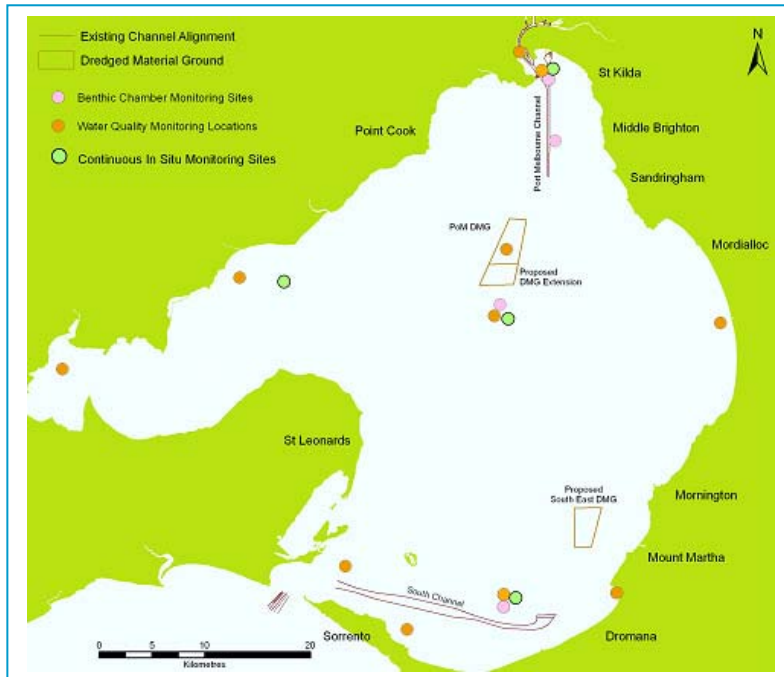 Existing Channel Alignment
Dredged Material Ground
Benthic Chamber Monitoring Sites
Water Quality Monitoring Locations
Continuous In Situ Monitoring Sites
N
St Kilda
Point Cook
Port Melbourne Channel
Middle Brighton
Sandringham
PoM DMG
Mordialloc
Proposed
DMG Extension
St Leonards
Proposed
South East DMG
Mornington
Mount Martha
South Channel
Sorrento
Dromana
0
5
10
20
Kilometres